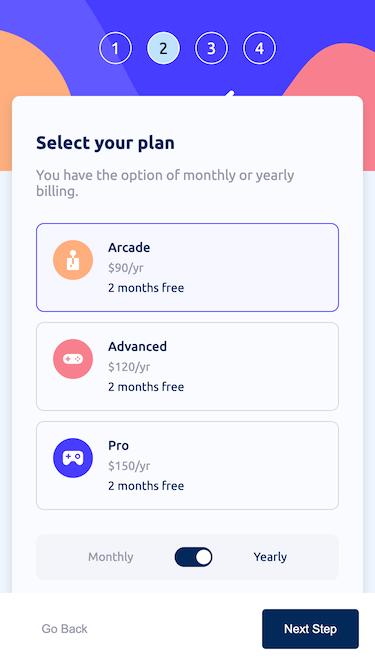 1 2 3 4
Select your plan
You have the option of monthly or yearly
billing.
Arcade
$90/yr
2 months free
Advanced
$120/yr
2 months free
Pro
$150/yr
2 months free
Monthly Yearly
Go Back Next Step